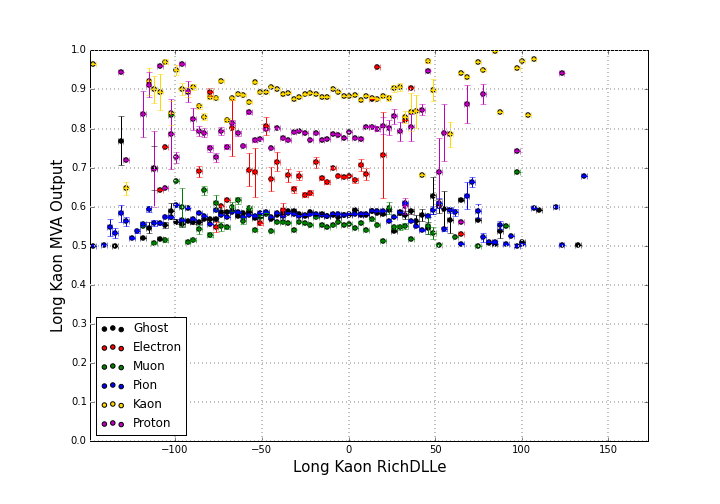 1.0
0.9
0.8
0.7
0.6
0.5
0.4
0.3
0.2
0.1
0.0
Long Kaon MVA Output
Ghost
Electron
Muon
Pion
Kaon
Proton
−100 −50 0 50 100 150
Long Kaon RichDLLe